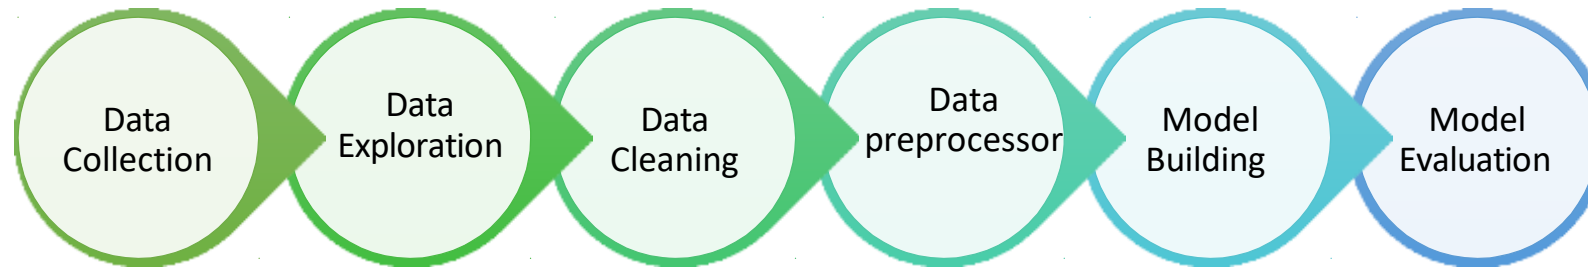 Data
Collection
Data
Exploration
Data
Cleaning
Data
preprocessor
Model
Building
Model
Evaluation